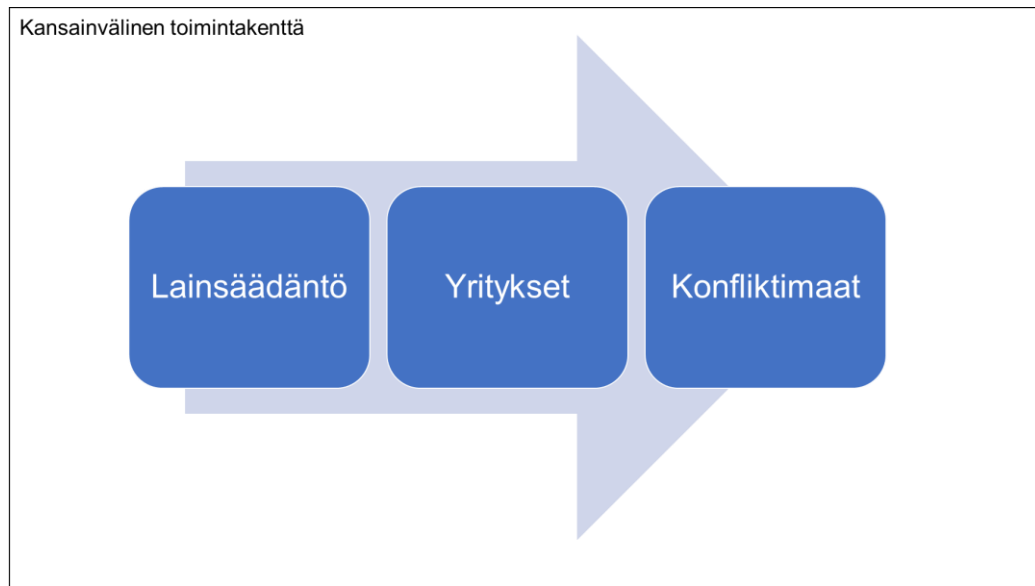 Kansainvälinen toimintakenttä
Lainsäädäntö
Yritykset
Konfliktimaat